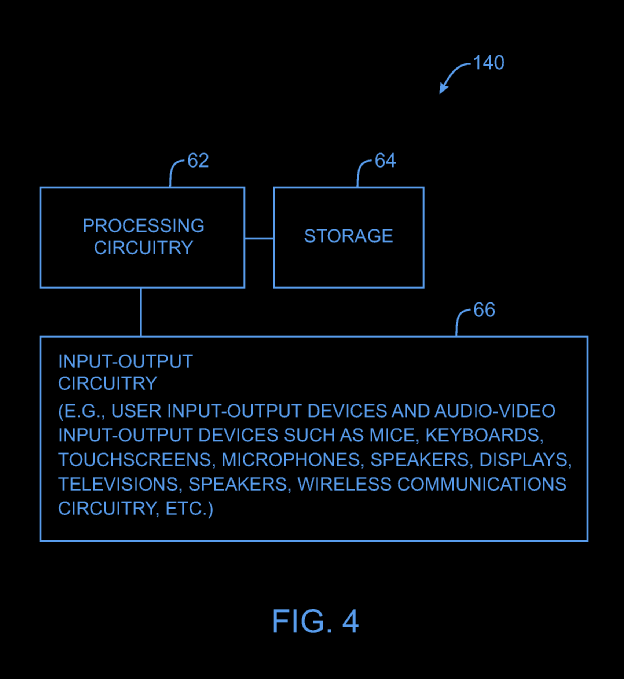 140
62
64
PROCESSING
CIRCUITRY
STORAGE
66
INPUT-OUTPUT
CIRCUITRY
(E.G., USER INPUT-OUTPUT DEVICES AND AUDIO-VIDEO
INPUT-OUTPUT DEVICES SUCH AS MICE, KEYBOARDS,
TOUCHSCREENS, MICROPHONES, SPEAKERS, DISPLAYS,
TELEVISIONS, SPEAKERS, WIRELESS COMMUNICATIONS
CIRCUITRY, ETC.)
FIG. 4